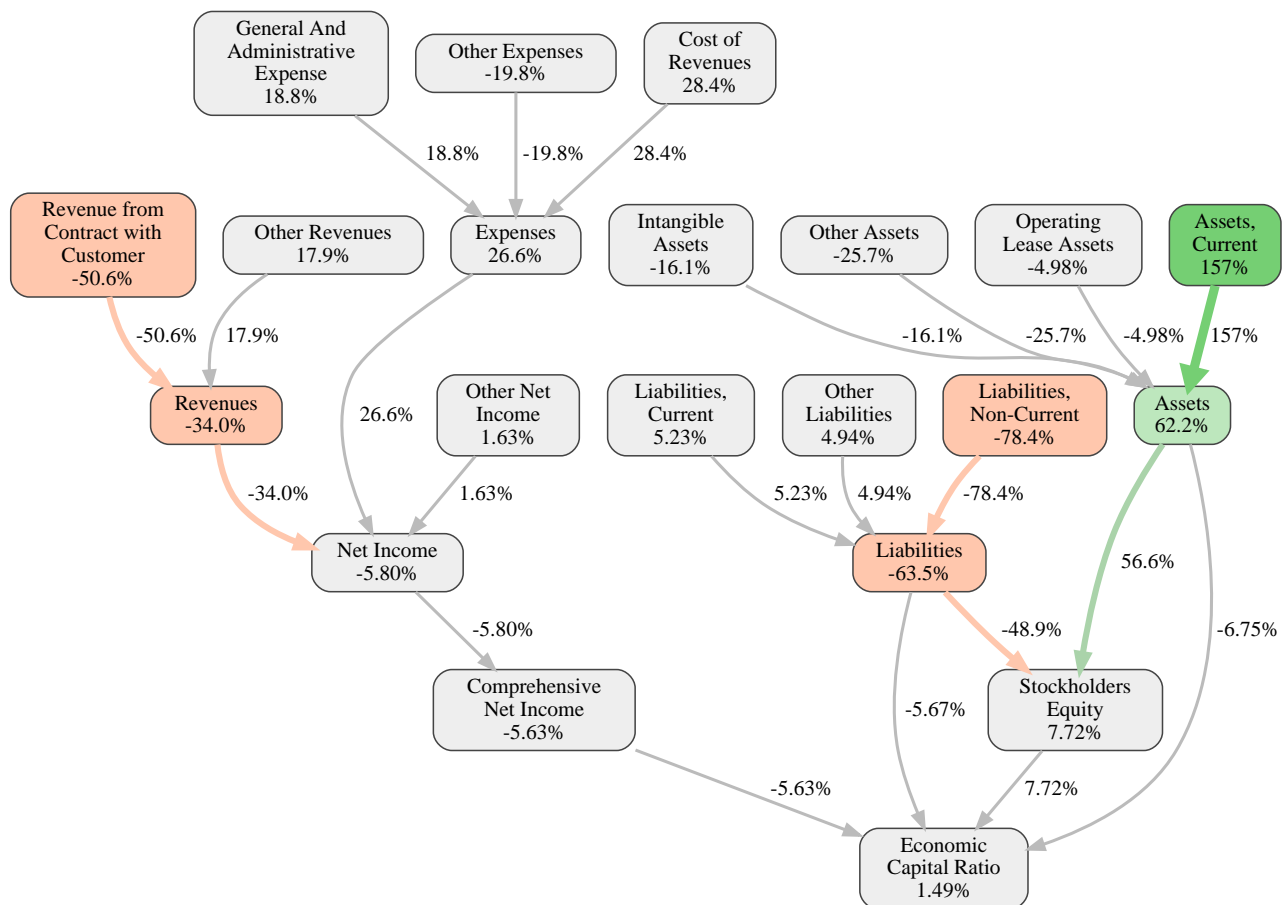 General And
Administrative
Expense
18.8%
Other Expenses
-19.8%
Cost of
Revenues
28.4%
18.8%
-19.8%
28.4%
Revenue from
Contract with
Customer
-50.6%
Other Revenues
17.9%
Expenses
26.6%
Intangible
Assets
-16.1%
Other Assets
-25.7%
Operating
Lease Assets
-4.98%
Assets,
Current
157%
-50.6%
17.9%
-16.1%
-25.7%
-4.98%
157%
Revenues
-34.0%
26.6%
Other Net
Income
1.63%
Liabilities,
Current
5.23%
Other
Liabilities
4.94%
Liabilities,
Non-Current
-78.4%
Assets
62.2%
-34.0%
1.63%
5.23%
4.94%
-78.4%
Net Income
-5.80%
Liabilities
-63.5%
56.6%
-5.80%
-48.9%
-6.75%
Comprehensive
Net Income
-5.63%
-5.67%
Stockholders
Equity
7.72%
-5.63%
7.72%
Economic
Capital Ratio
1.49%